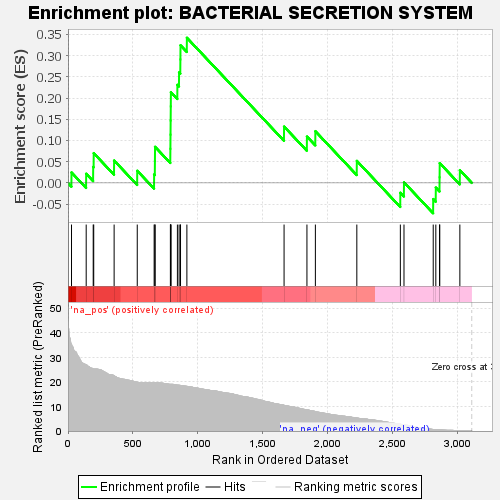 Enrichment plot: BACTERIAL SECRETION SYSTEM
Enrichment score (ES)
0.35
0.30
0.25
0.20
0.15
0.10
0.05
0.00
-0.05
'na_pos' (positively correlated)
Ranked list metric (PreRanked)
50
40
30
20
10
0
Zero cross at
'na_neg' (negatively correlated)
0
500
1,000
1,500
2,000
2,500
3,000
Rank in Ordered Dataset
Enrichment profile
Hits
Ranking metric scores